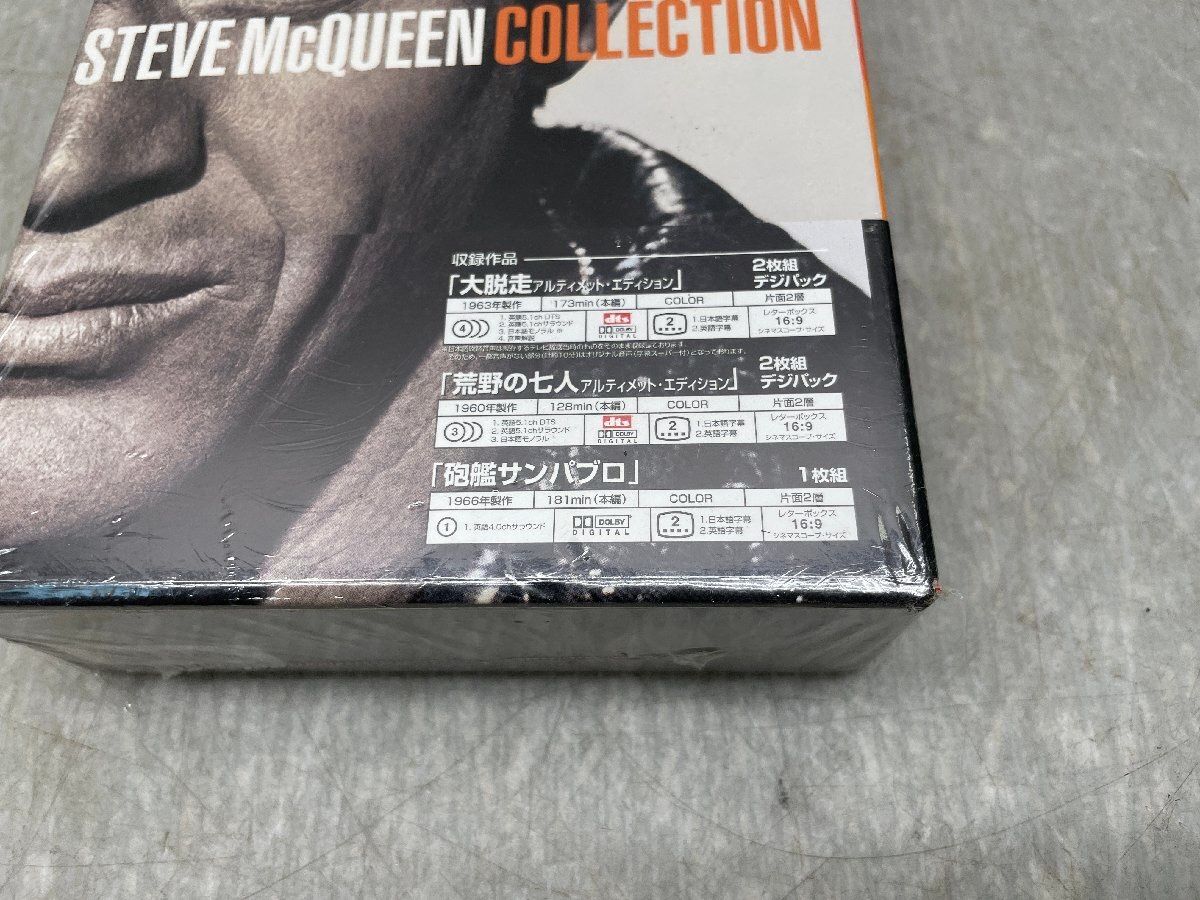 STEVE McQUEEN COLLECTION
収録作品
「大脱走アルティメット・エディション」 2枚組 デジパック
1963年製作 173min(本編) COLOR 片面2層
4 1. 英語5.1ch DTS
2. 英語5.1chサラウンド
3. 日本語モノラル ※
4. 音声解説
dts DOLBY DIGITAL
2 1.日本語字幕
2.英語字幕
レターボックス
16:9
シネマスコープ・サイズ
「荒野の七人アルティメット・エディション」 2枚組 デジパック
1960年製作 128min(本編) COLOR 片面2層
3 1. 英語5.1ch DTS
2. 英語5.1chサラウンド
3. 日本語モノラル
dts DOLBY DIGITAL
2 1.日本語字幕
2.英語字幕
レターボックス
16:9
シネマスコープ・サイズ
「砲艦サンパブロ」 1枚組
1966年製作 181min(本編) COLOR 片面2層
1 1. 英語4.0chサラウンド
DOLBY DIGITAL
2 1.日本語字幕
2.英語字幕
レターボックス
16:9
シネマスコープ・サイズ